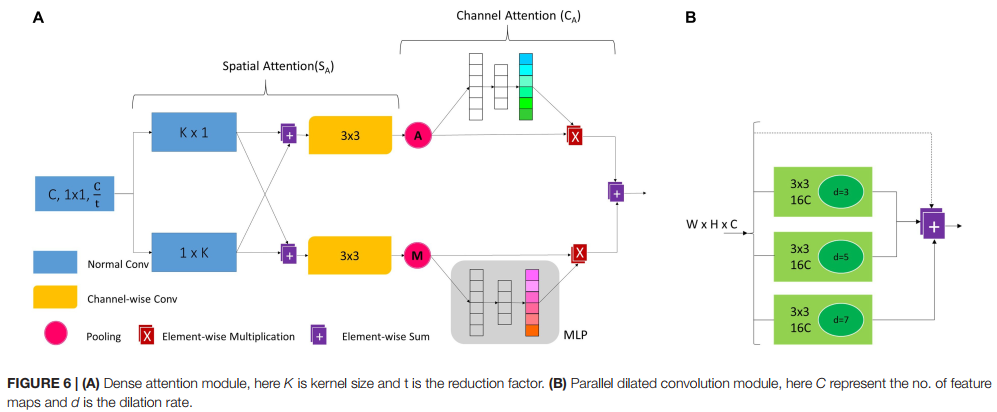 A
Channel Attention (CA)
B
Spatial Attention(SA)
K x 1
+
3x3
A
X
C, 1x1, C/t
+
1 x K
+
3x3
M
X
MLP
Normal Conv
Channel-wise Conv
Pooling
X
Element-wise Multiplication
+
Element-wise Sum
W x H x C
3x3
16C
d=3
3x3
16C
d=5
+
3x3
16C
d=7
FIGURE 6 | (A) Dense attention module, here K is kernel size and t is the reduction factor. (B) Parallel dilated convolution module, here C represent the no. of feature
maps and d is the dilation rate.